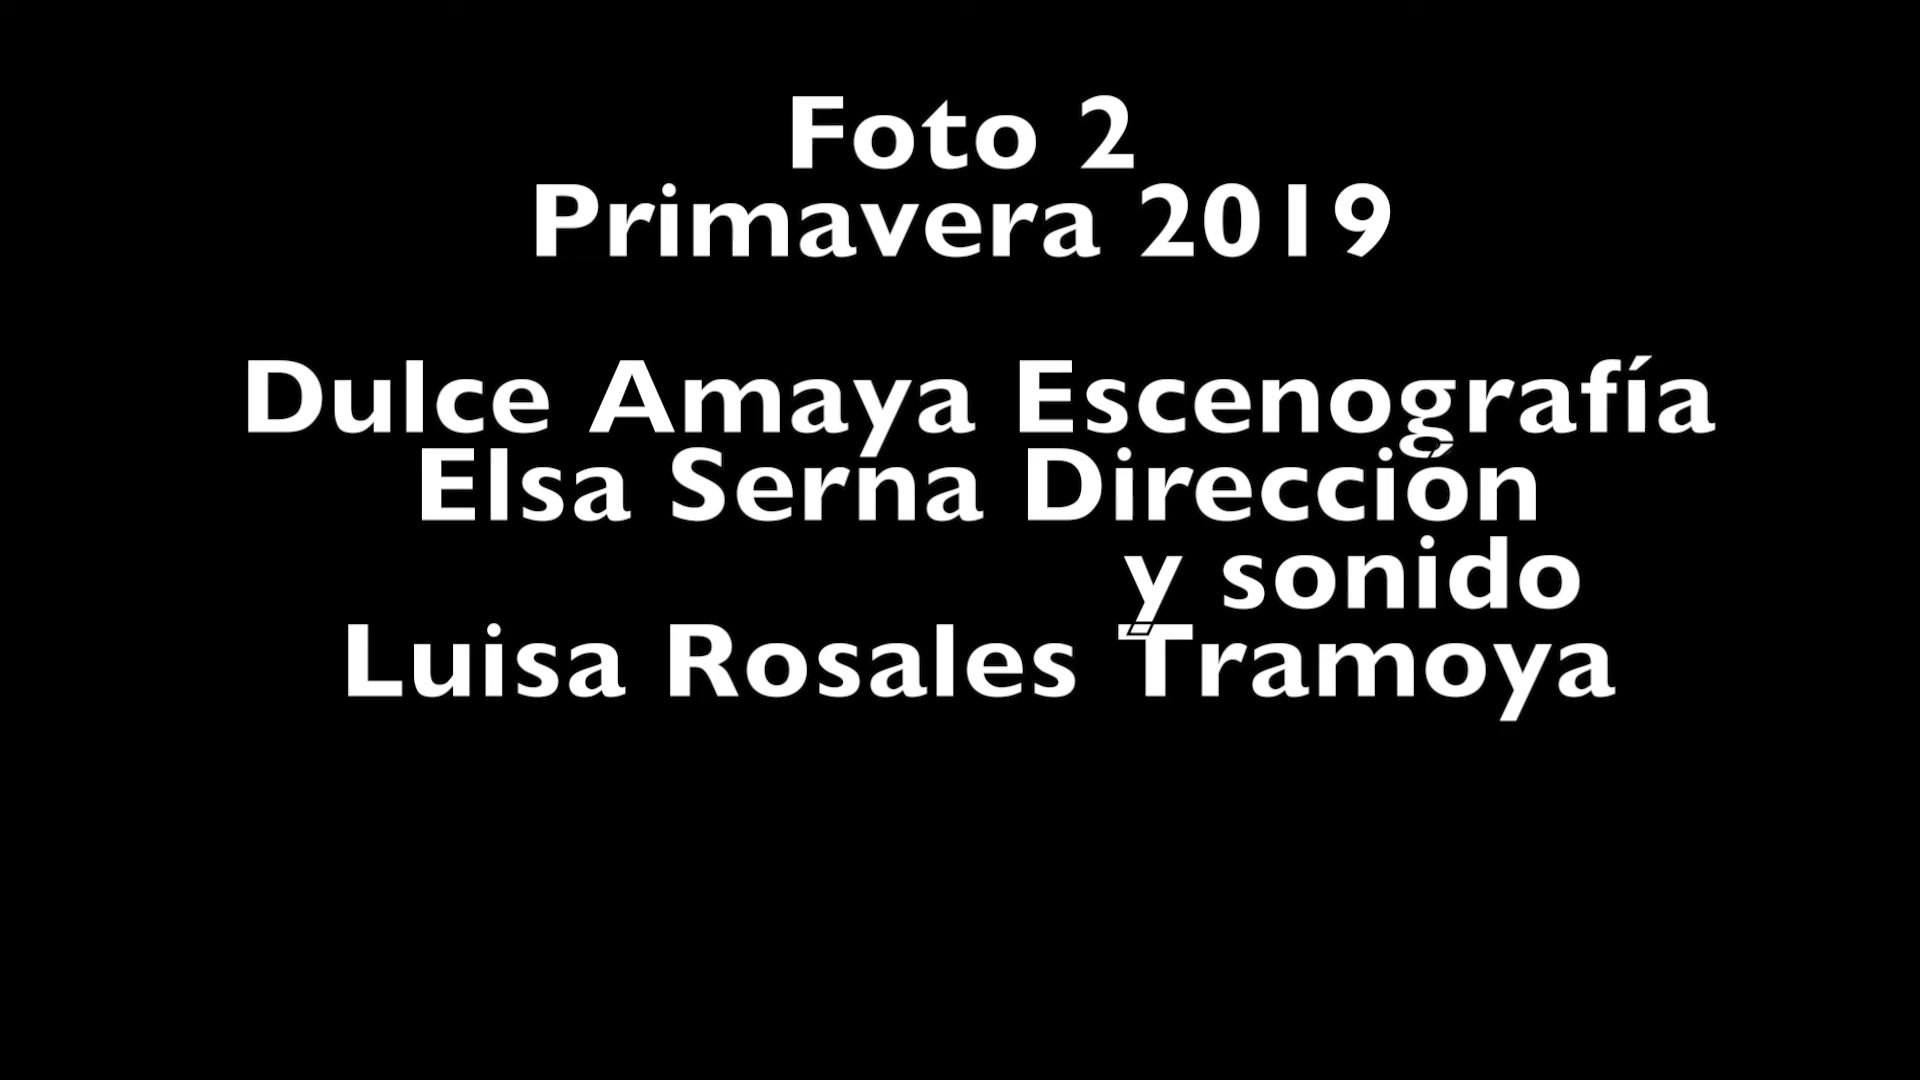 Foto 2
Primavera 2019
Dulce Amaya Escenografía
Elsa Serna Dirección
y sonido
Luisa Rosales Tramoya